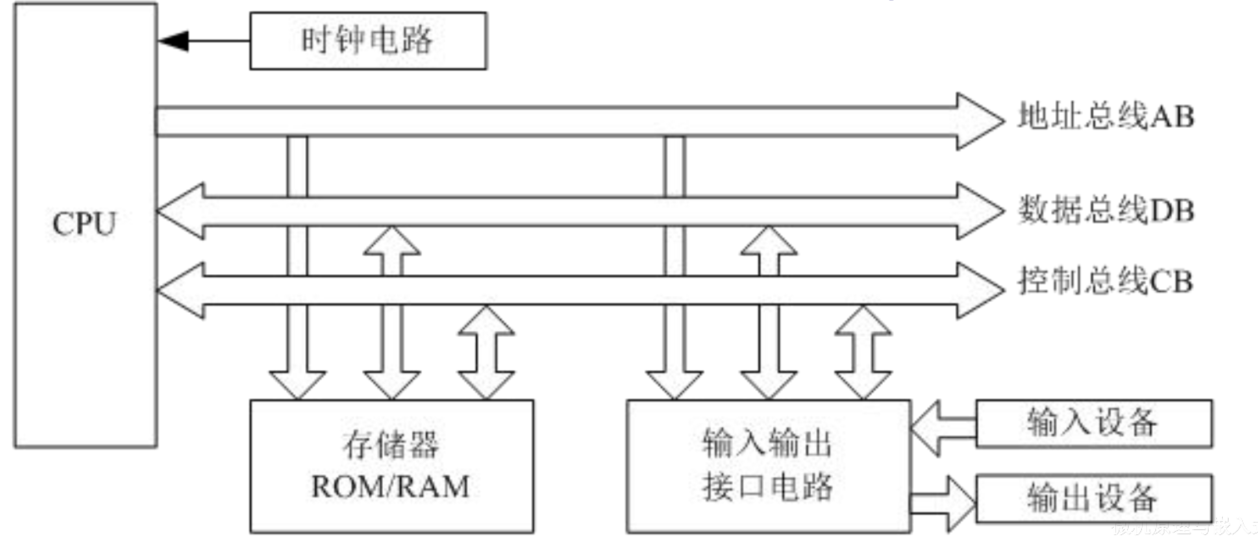 时钟电路
地址总线AB
CPU
数据总线DB
控制总线CB
存储器
ROM/RAM
输入输出
接口电路
输入设备
输出设备